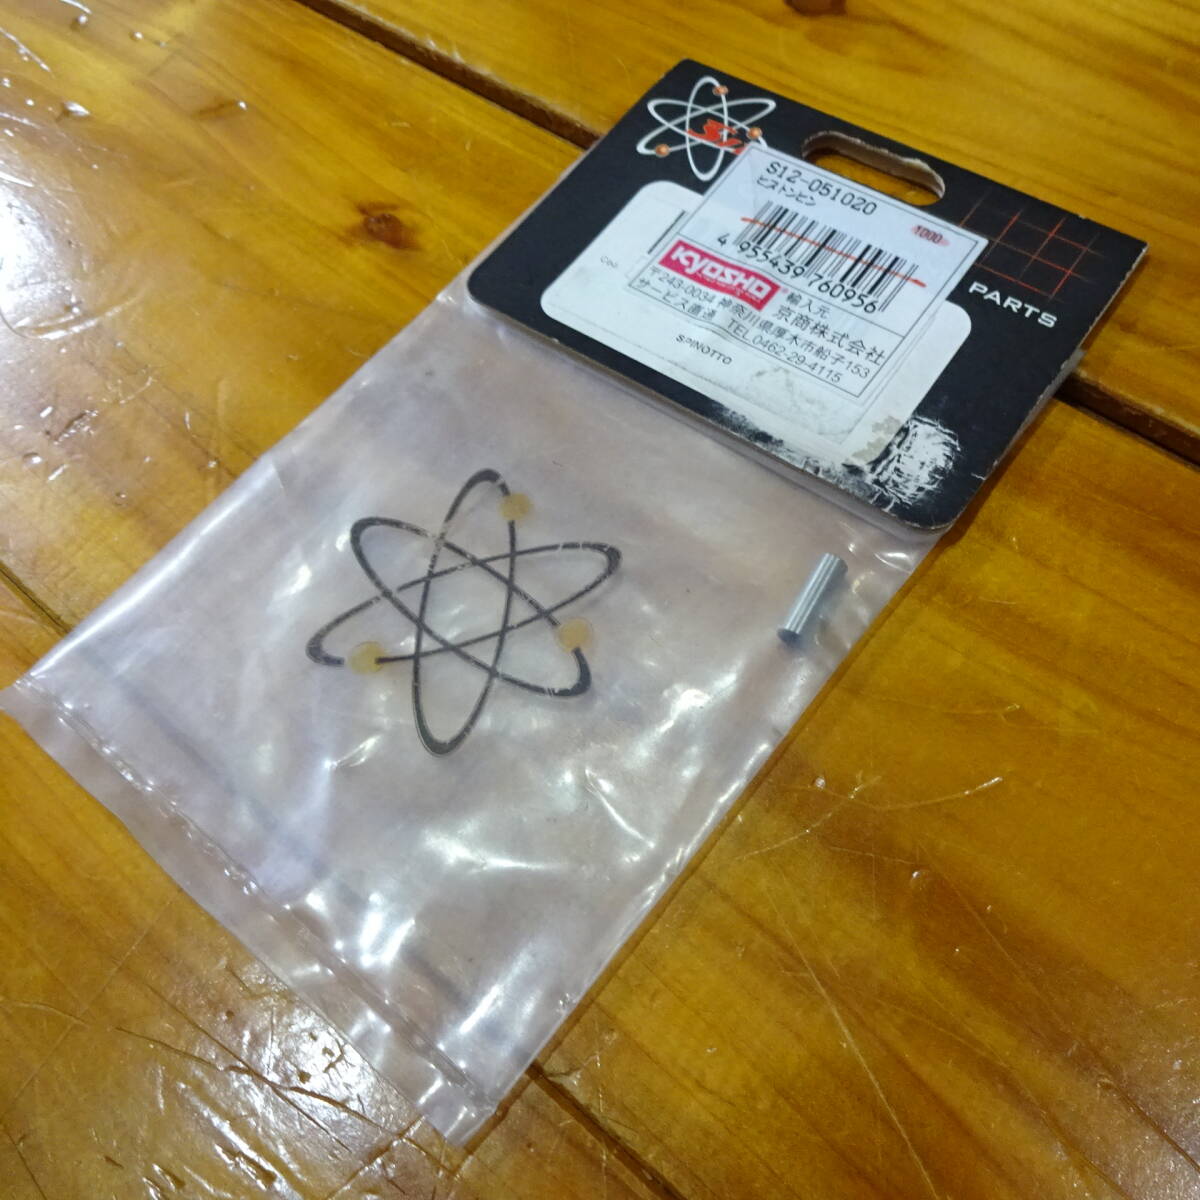 S12-051020
ピストンピン
1000
4 955439 760956
KYOSHO
輸入元 京商株式会社
〒243-0034 神奈川県厚木市船子153
サービス直通 TEL.0462-29-4115
PARTS
SPINOTTO